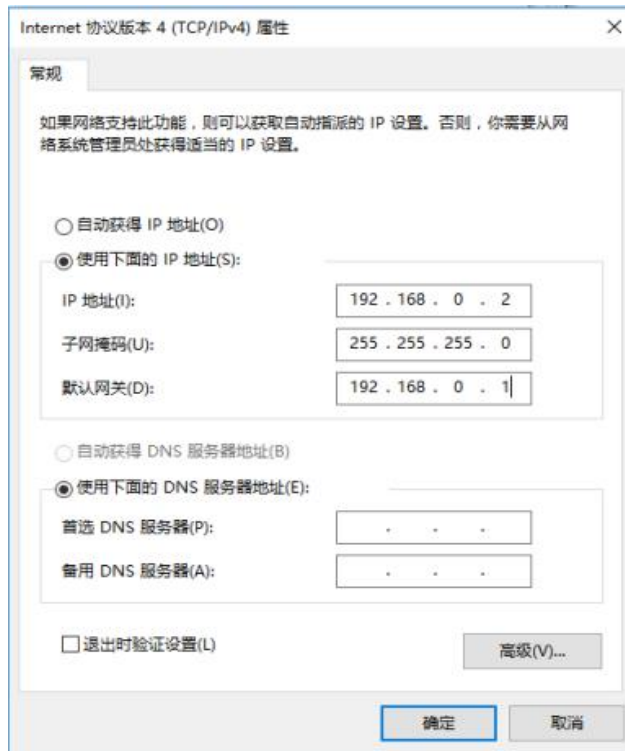 Internet 协议版本 4 (TCP/IPv4) 属性
常规
如果网络支持此功能，则可以获取自动指派的 IP 设置。否则，你需要从网
络系统管理员处获得适当的 IP 设置。
自动获得 IP 地址(O)
使用下面的 IP 地址(S):
IP 地址(I):
192 . 168 . 0 . 2
子网掩码(U):
255 . 255 . 255 . 0
默认网关(D):
192 . 168 . 0 . 1
自动获得 DNS 服务器地址(B)
使用下面的 DNS 服务器地址(E):
首选 DNS 服务器(P):
. . .
备用 DNS 服务器(A):
. . .
退出时验证设置(L)
高级(V)...
确定
取消